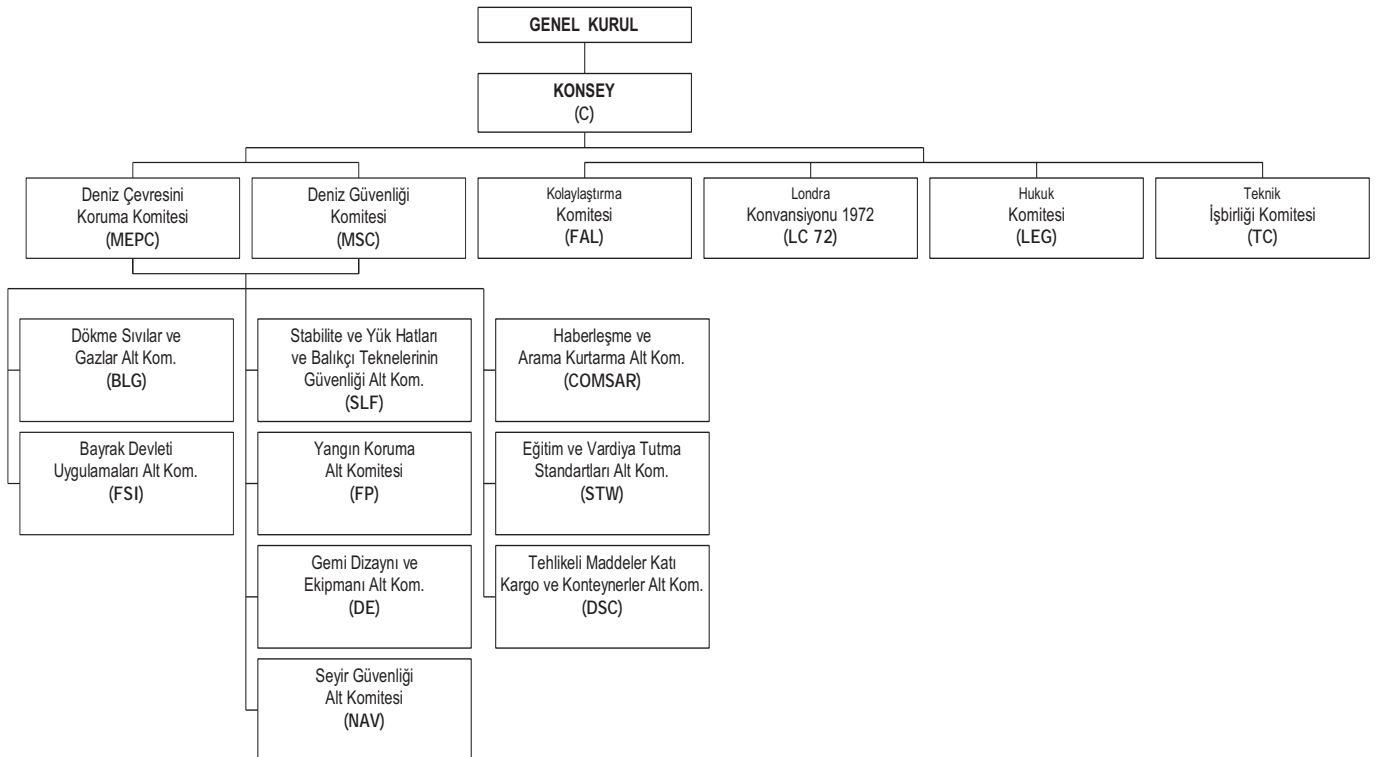 GENEL KURUL
KONSEY
(C)
Deniz Çevresini
Koruma Komitesi
(MEPC)
Deniz Güvenliği
Komitesi
(MSC)
Kolaylaştırma
Komitesi
(FAL)
Londra
Konvansiyonu 1972
(LC 72)
Hukuk
Komitesi
(LEG)
Teknik
İşbirliği Komitesi
(TC)
Dökme Sıvılar ve
Gazlar Alt Kom.
(BLG)
Stabilite ve Yük Hatları
ve Balıkçı Teknelerinin
Güvenliği Alt Kom.
(SLF)
Haberleşme ve
Arama Kurtarma Alt Kom.
(COMSAR)
Bayrak Devleti
Uygulamaları Alt Kom.
(FSI)
Yangın Koruma
Alt Komitesi
(FP)
Eğitim ve Vardiya Tutma
Standartları Alt Kom.
(STW)
Gemi Dizaynı ve
Ekipmanı Alt Kom.
(DE)
Tehlikeli Maddeler Katı
Kargo ve Konteynerler Alt Kom.
(DSC)
Seyir Güvenliği
Alt Komitesi
(NAV)